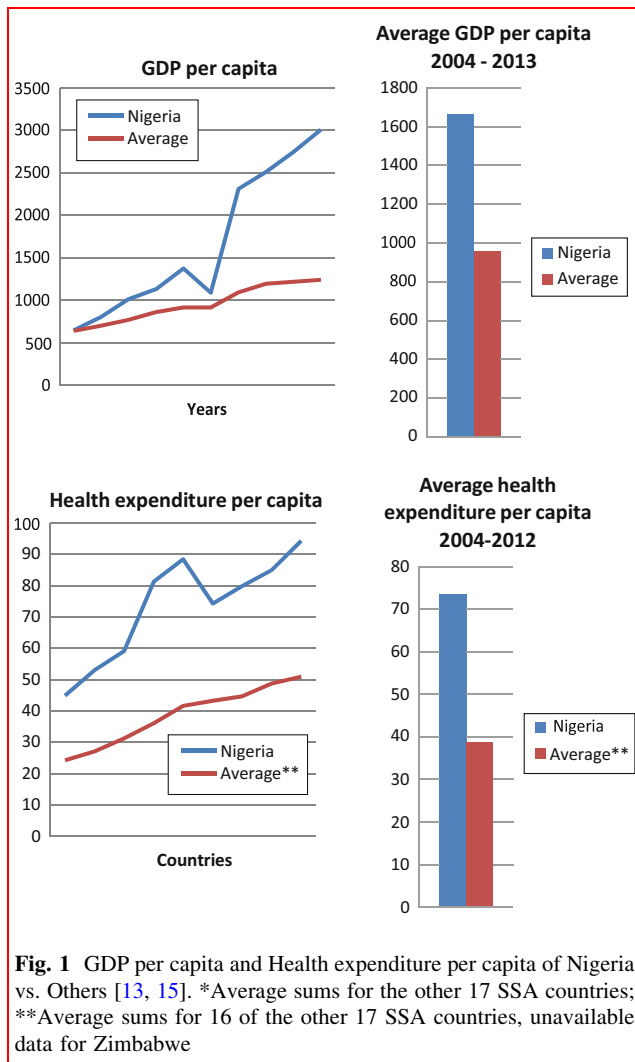 GDP per capita
3500
3000
2500
2000
1500
1000
500
0
Nigeria
Average
Years
Average GDP per capita
2004 - 2013
1800
1600
1400
1200
1000
800
600
400
200
0
Nigeria
Average
Health expenditure per capita
100
90
80
70
60
50
40
30
20
10
0
Nigeria
Average**
Countries
Average health
expenditure per capita
2004-2012
80
70
60
50
40
30
20
10
0
Nigeria
Average**
Fig. 1 GDP per capita and Health expenditure per capita of Nigeria
vs. Others [13, 15]. *Average sums for the other 17 SSA countries;
**Average sums for 16 of the other 17 SSA countries, unavailable
data for Zimbabwe